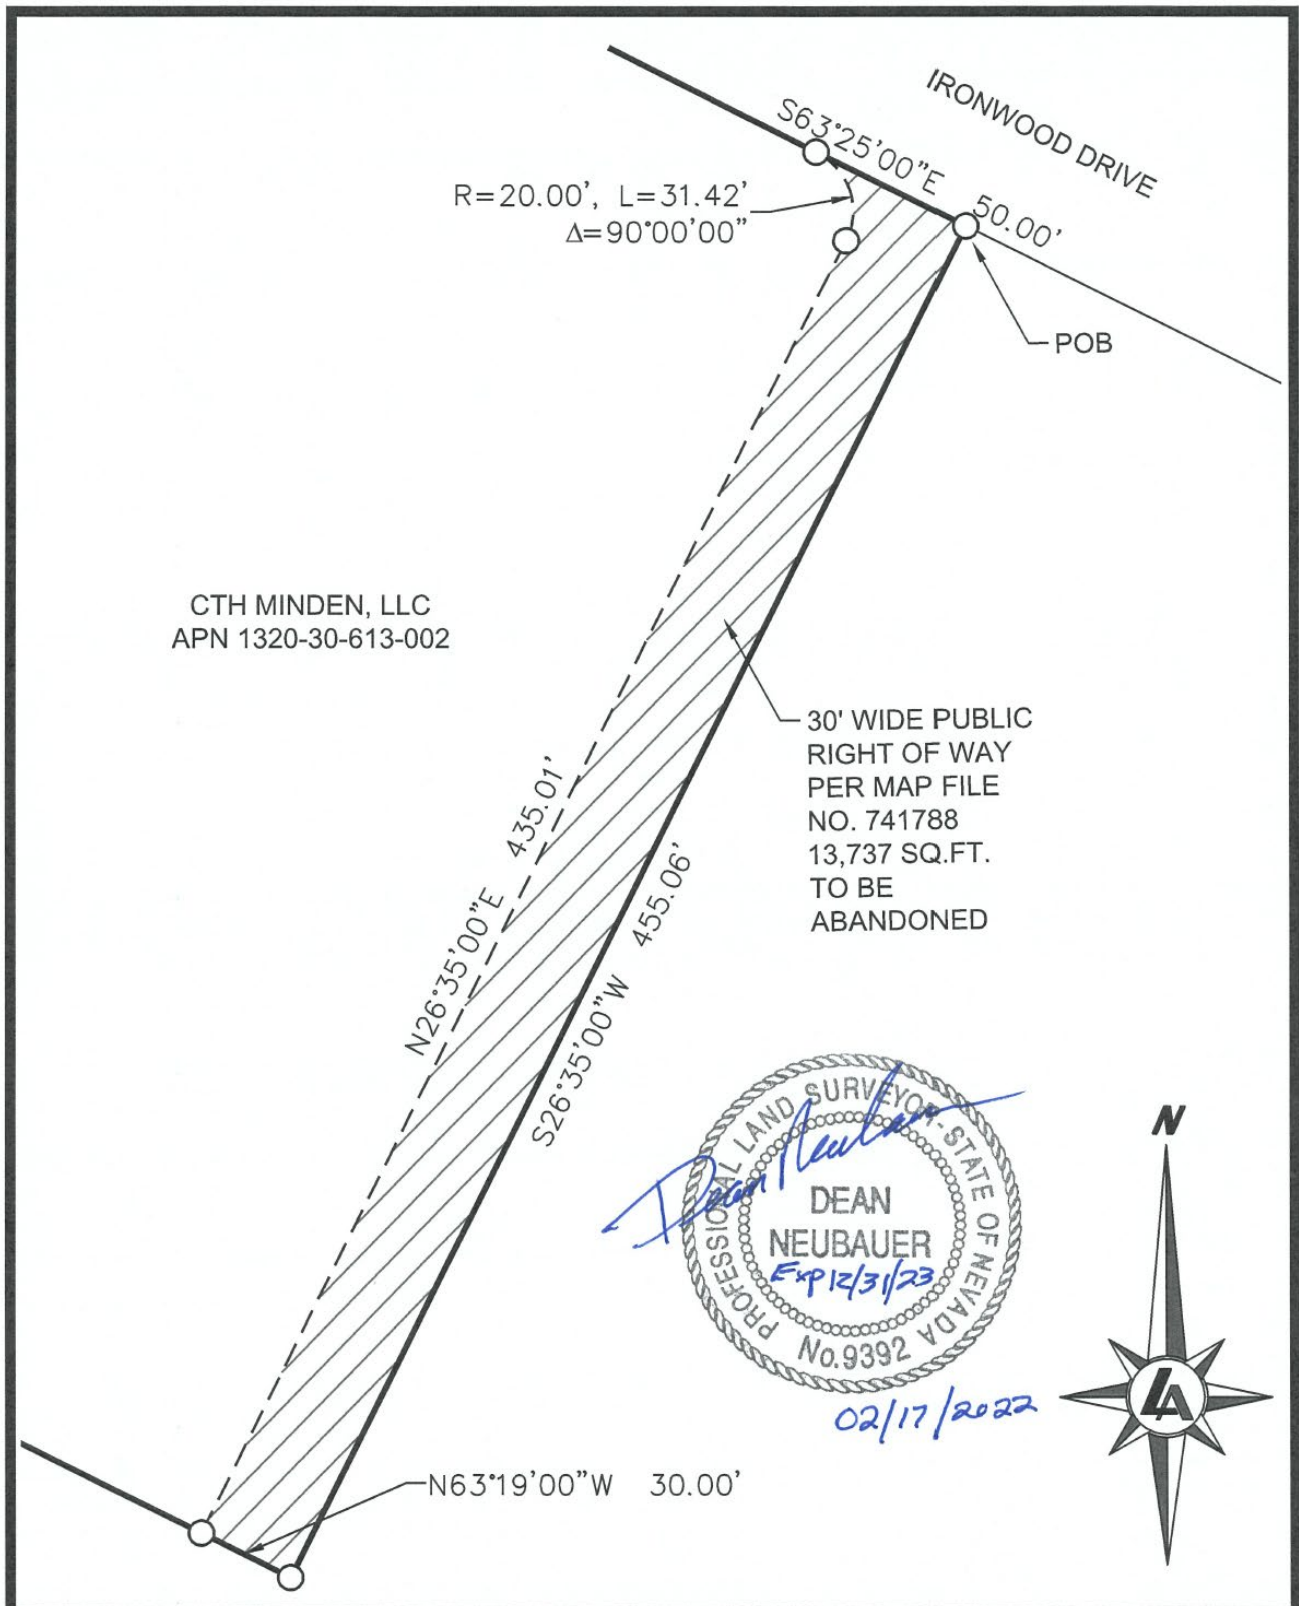 IRONWOOD DRIVE
S63°25'00"E 50.00'
R=20.00', L=31.42'
Δ=90°00'00"
POB
CTH MINDEN, LLC
APN 1320-30-613-002
30' WIDE PUBLIC
RIGHT OF WAY
PER MAP FILE
NO. 741788
13,737 SQ.FT.
TO BE
ABANDONED
N26°35'00"E 435.01'
S26°35'00"W 455.06'
PROFESSIONAL LAND SURVEYOR-STATE OF NEVADA
Dean Neubauer
DEAN
NEUBAUER
Exp 12/31/23
No.9392
02/17/2022
N
LA
N63°19'00"W 30.00'